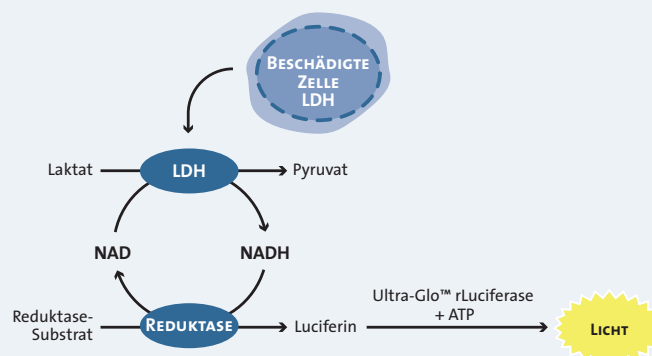 BESCHÄDIGTE
ZELLE
LDH
Laktat
LDH
Pyruvat
NAD
NADH
Reduktase-
Substrat
REDUKTASE
Luciferin
Ultra-Glo™ rLuciferase
+ ATP
LICHT